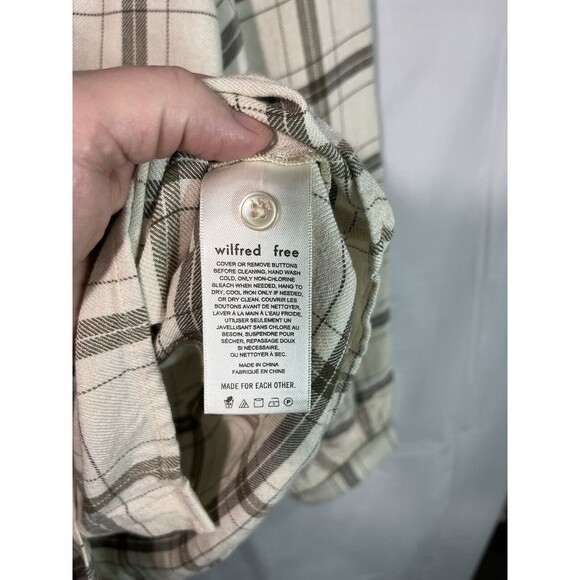 wilfred free
COVER OR REMOVE BUTTONS
BEFORE CLEANING, HAND WASH
COLD, ONLY NON-CHLORINE
BLEACH WHEN NEEDED, HANG TO
DRY, COOL IRON ONLY IF NEEDED,
OR DRY CLEAN. COUVRIR LES
BOUTONS AVANT DE NETTOYER,
LAVER À LA MAIN À L'EAU FROIDE,
UTILISER SEULEMENT UN
JAVELLISANT SANS CHLORE AU
BESOIN, SUSPENDRE POUR
SÉCHER, REPASSAGE DOUX
SI NÉCESSAIRE,
OU NETTOYER À SEC.
MADE IN CHINA
FABRIQUÉ EN CHINE
MADE FOR EACH OTHER.